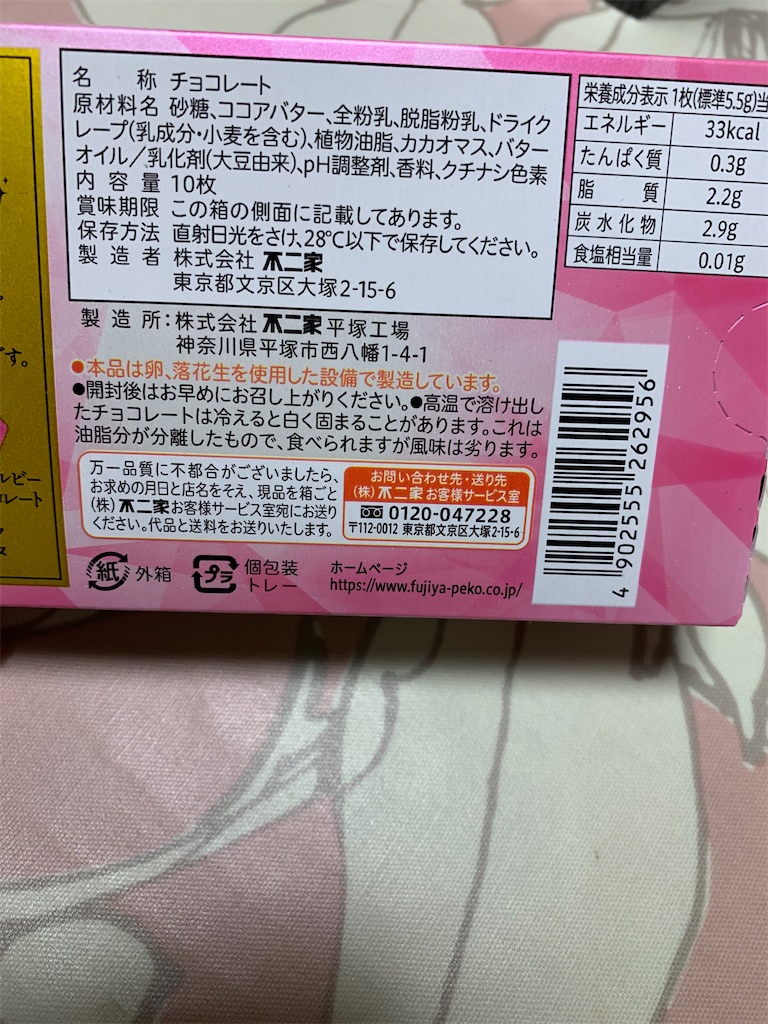 名称 チョコレート
原材料名 砂糖、ココアバター、全粉乳、脱脂粉乳、ドライク
レープ(乳成分・小麦を含む)、植物油脂、カカオマス、バター
オイル／乳化剤(大豆由来)、pH調整剤、香料、クチナシ色素
内容量 10枚
賞味期限 この箱の側面に記載してあります。
保存方法 直射日光をさけ、28℃以下で保存してください。
製造者 株式会社 不二家
東京都文京区大塚2-15-6
製造所:株式会社 不二家 平塚工場
神奈川県平塚市西八幡1-4-1
●本品は卵、落花生を使用した設備で製造しています。
●開封後はお早めにお召し上がりください。●高温で溶け出し
たチョコレートは冷えると白く固まることがあります。これは
油脂分が分離したもので、食べられますが風味は劣ります。
万一品質に不都合がございましたら、
お求めの月日と店名をそえ、現品を箱ごと
(株)不二家お客様サービス室宛にお送り
ください。代品と送料をお送りいたします。
お問い合わせ先・送り先
(株)不二家お客様サービス室
0120-047228
〒112-0012 東京都文京区大塚2-15-6
紙 外箱
プラ 個包装
トレー
ホームページ
https://www.fujiya-peko.co.jp/
栄養成分表示 1枚(標準5.5g)当
エネルギー 33kcal
たんぱく質 0.3g
脂質 2.2g
炭水化物 2.9g
食塩相当量 0.01g
4 902555 262956
す。
ルビー